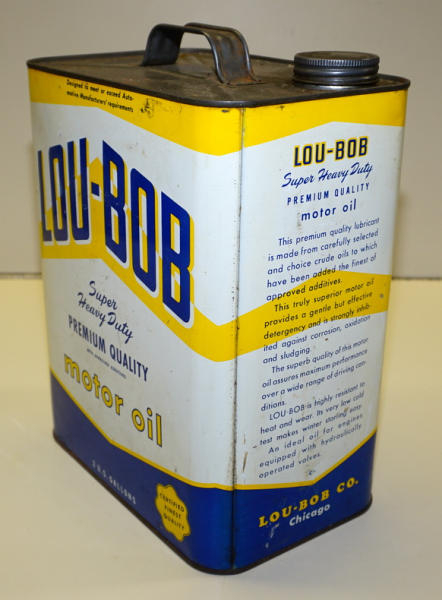 Designed to meet or exceed Auto-
motive Manufacturers' requirements
LOU-BOB
Super
Heavy Duty
PREMIUM QUALITY
motor oil
2 U.S. GALLONS
CERTIFIED
FINEST
QUALITY
LOU-BOB
Super Heavy Duty
PREMIUM QUALITY
motor oil
This premium quality lubricant
is made from carefully selected
and choice crude oils to which
have been added the finest of
approved additives.
This truly superior motor oil
provides a gentle but effective
detergency and is strongly inhib-
ited against corrosion, oxidation
and sludging.
The superb quality of this motor
oil assures maximum performance
over a wide range of driving con-
ditions.
LOU-BOB is highly resistant to
heat and wear. Its very low cold
test makes winter starting easy.
An ideal oil for engines
equipped with hydraulically
operated valves.
LOU-BOB CO.
Chicago